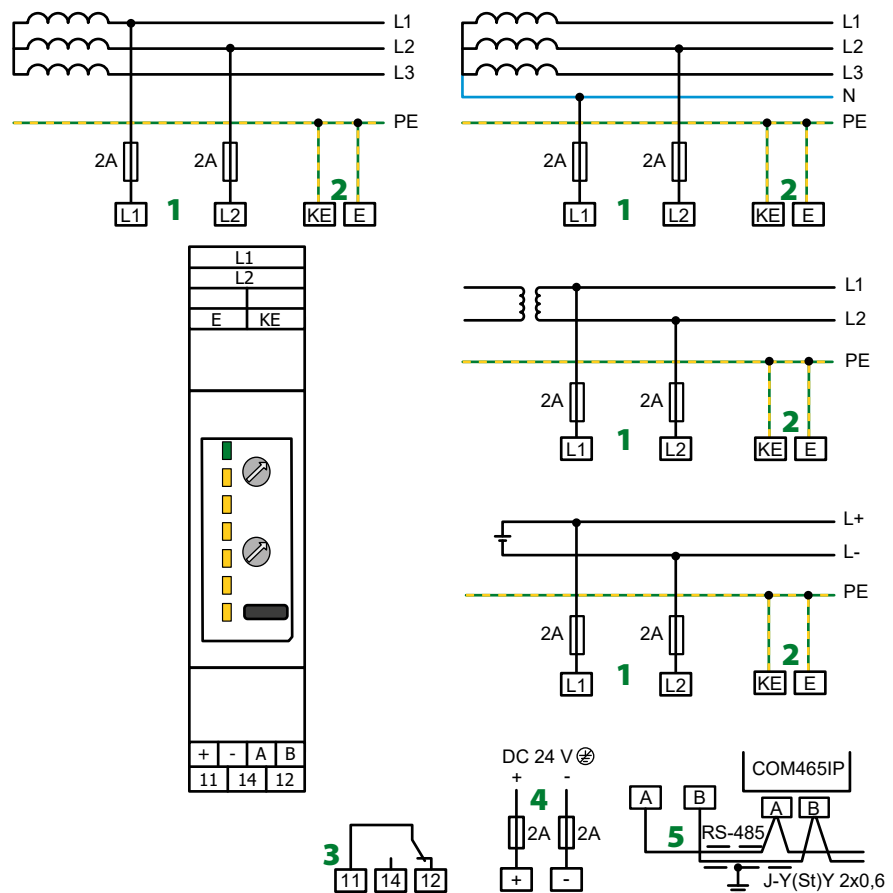 L1
L2
L3
PE
2A 2A
1 2
L1 L2 KE E
L1
L2
L3
N
PE
2A 2A
1 2
L1 L2 KE E
L1
L2
E KE
+ - A B
11 14 12
L1
L2
PE
2A 2A
1 2
L1 L2 KE E
L+
L-
PE
2A 2A
1 2
L1 L2 KE E
3
11 14 12
DC 24 V
+ -
4
2A 2A
+ -
COM465IP
A B A B
5 RS-485
J-Y(St)Y 2x0,6